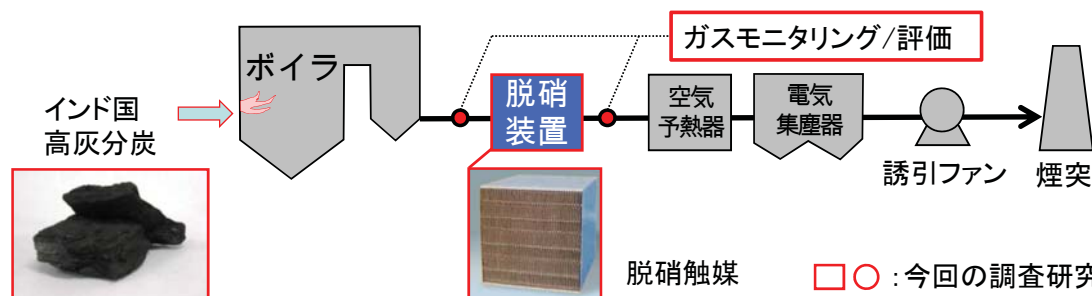 ガスモニタリング/評価
ボイラ
インド国
高灰分炭
脱硝
装置
空気
予熱器
電気
集塵器
誘引ファン
煙突
脱硝触媒
:今回の調査研究